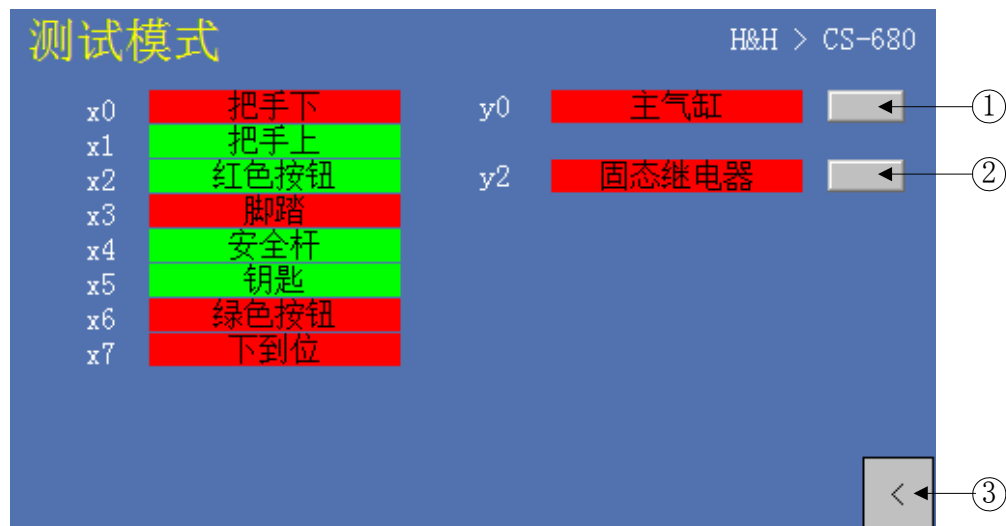 测试模式
H&H > CS-680
x0 把手下 y0 主气缸 ①
x1 把手上
x2 红色按钮 y2 固态继电器 ②
x3 脚踏
x4 安全杆
x5 钥匙
x6 绿色按钮
x7 下到位
< ③